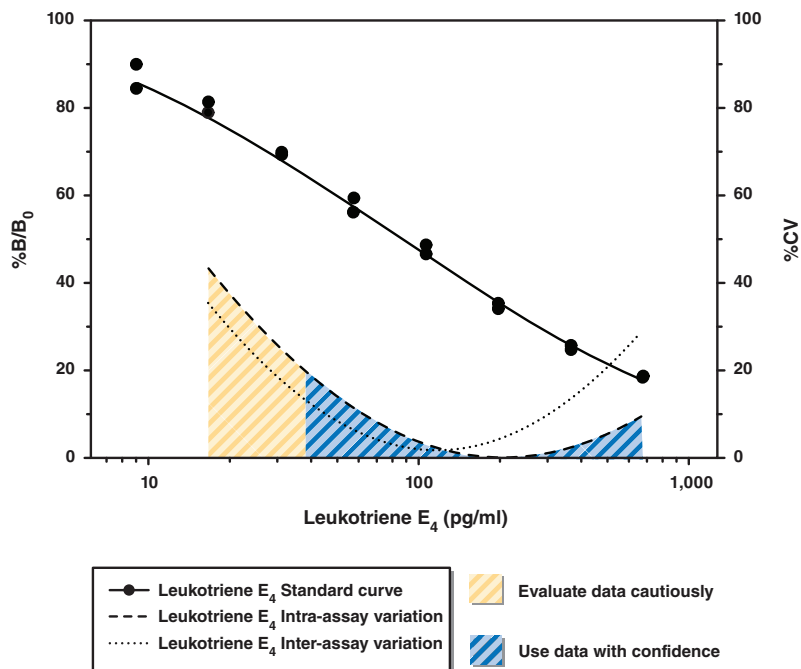 100
80
60
40
20
0
%B/B0
100
80
60
40
20
0
%CV
10
100
1,000
Leukotriene E4 (pg/ml)
Leukotriene E4 Standard curve
Leukotriene E4 Intra-assay variation
Leukotriene E4 Inter-assay variation
Evaluate data cautiously
Use data with confidence